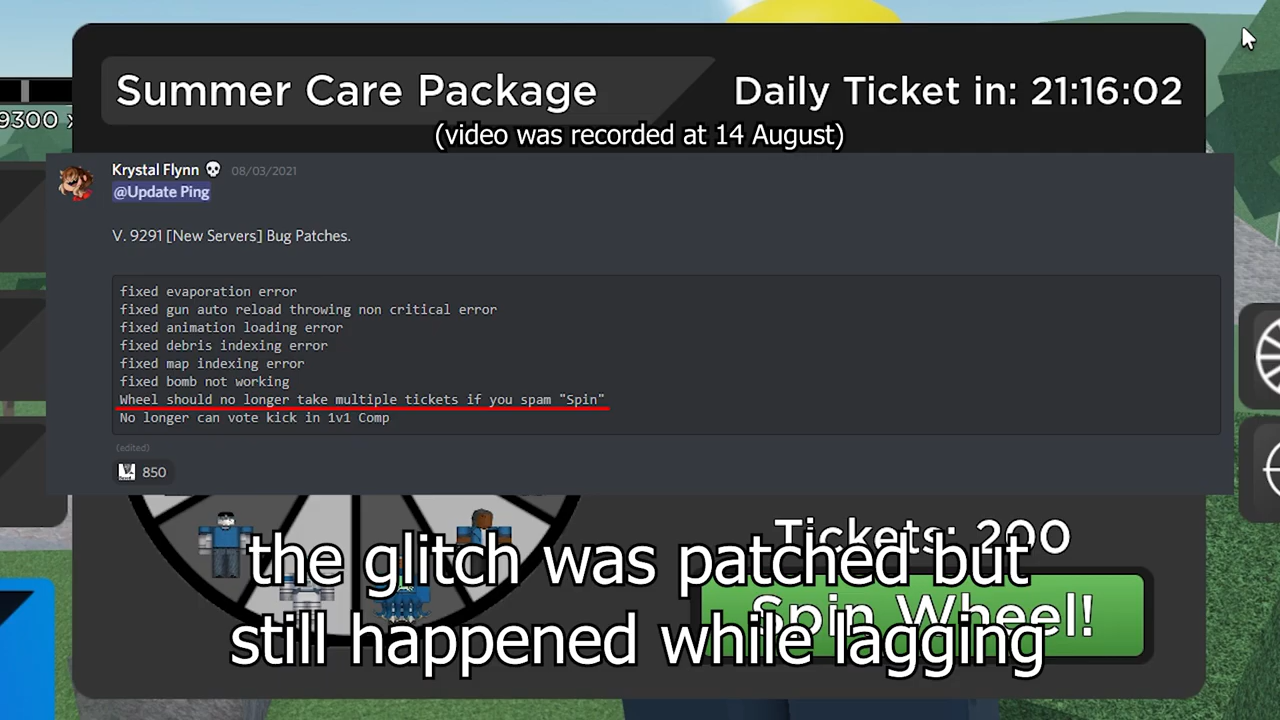 Summer Care Package
Daily Ticket in: 21:16:02
9300 x
(video was recorded at 14 August)
Krystal Flynn 08/03/2021
@Update Ping
V. 9291 [New Servers] Bug Patches.
fixed evaporation error
fixed gun auto reload throwing non critical error
fixed animation loading error
fixed debris indexing error
fixed map indexing error
fixed bomb not working
Wheel should no longer take multiple tickets if you spam "Spin"
No longer can vote kick in 1v1 Comp
(edited)
850
Tickets: 200
Spin Wheel!
the glitch was patched but
still happened while lagging